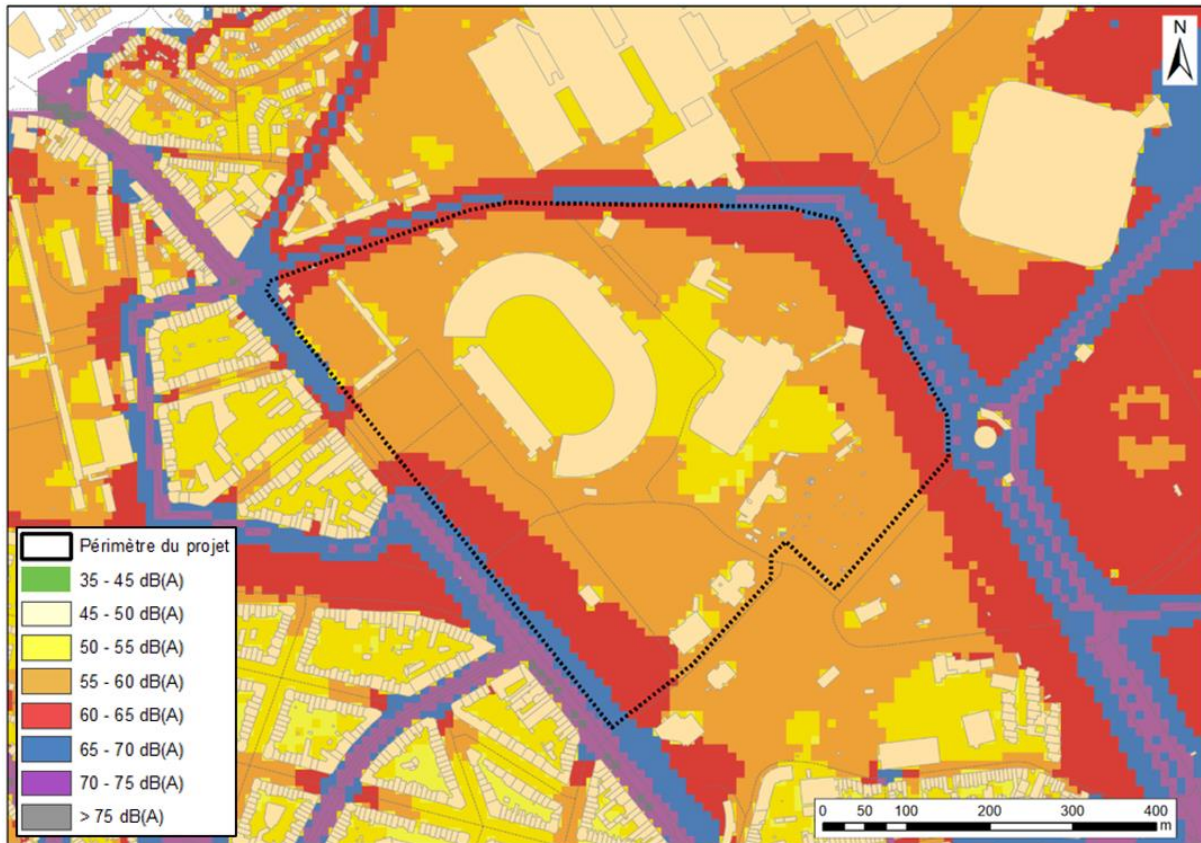 N
Périmètre du projet
35 - 45 dB(A)
45 - 50 dB(A)
50 - 55 dB(A)
55 - 60 dB(A)
60 - 65 dB(A)
65 - 70 dB(A)
70 - 75 dB(A)
> 75 dB(A)
0 50 100 200 300 400
m